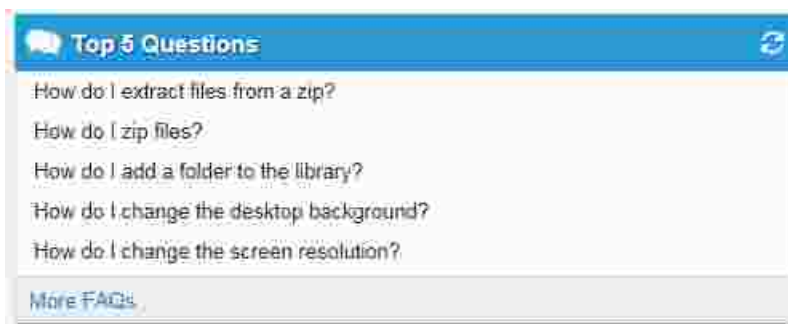 Top 5 Questions
How do I extract files from a zip?
How do I zip files?
How do I add a folder to the library?
How do I change the desktop background?
How do I change the screen resolution?
More FAQs